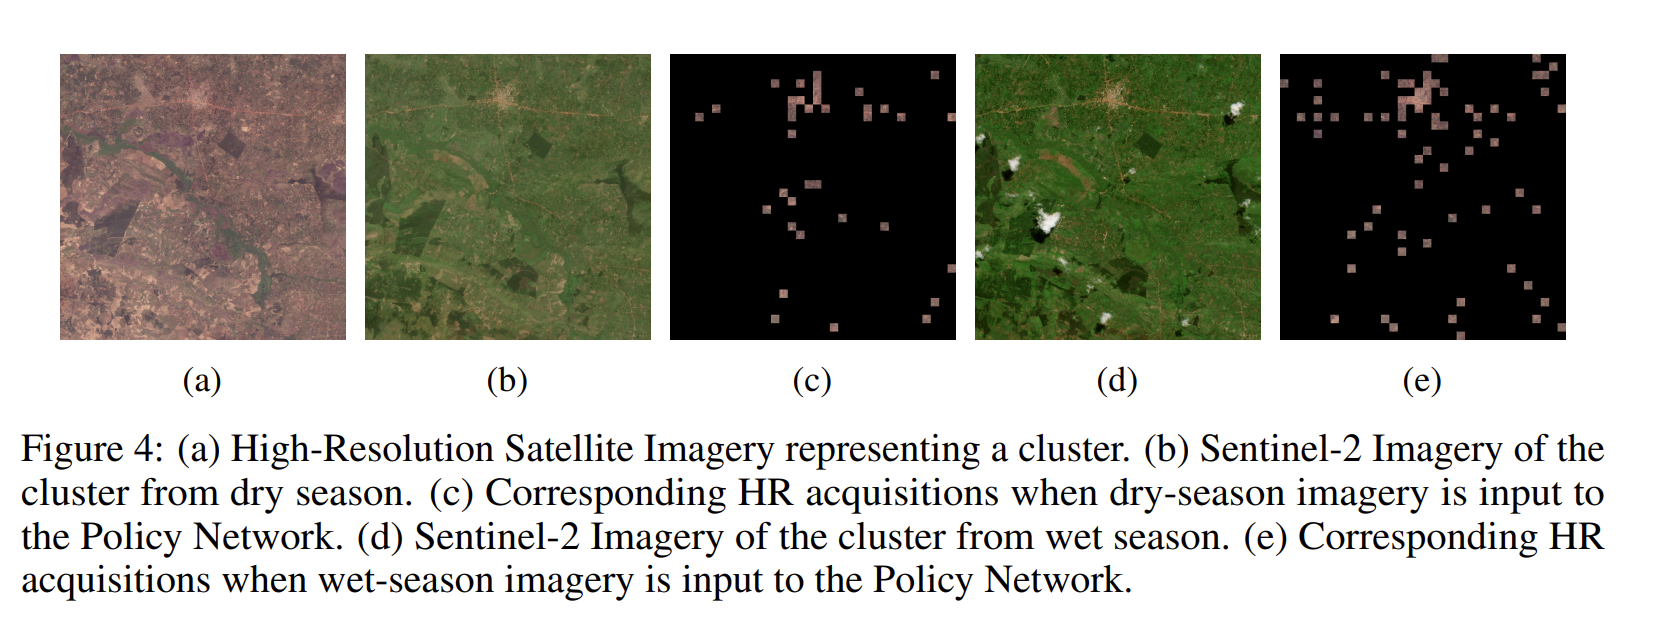 (a) (b) (c) (d) (e)
Figure 4: (a) High-Resolution Satellite Imagery representing a cluster. (b) Sentinel-2 Imagery of the
cluster from dry season. (c) Corresponding HR acquisitions when dry-season imagery is input to
the Policy Network. (d) Sentinel-2 Imagery of the cluster from wet season. (e) Corresponding HR
acquisitions when wet-season imagery is input to the Policy Network.